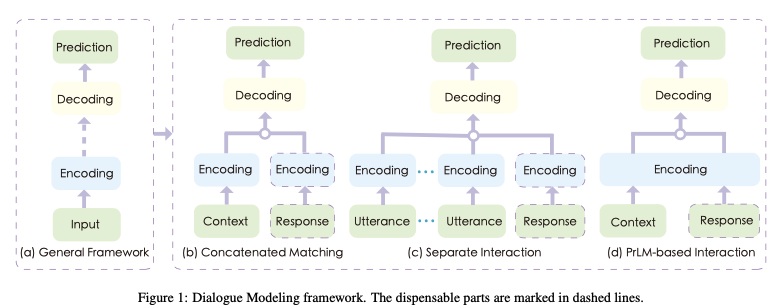 Prediction
Decoding
Encoding
Input
(a) General Framework
Prediction
Decoding
Encoding
Encoding
Context
Response
(b) Concatenated Matching
Prediction
Decoding
Encoding
Encoding
Encoding
Utterance
Utterance
Response
(c) Separate Interaction
Prediction
Decoding
Encoding
Context
Response
(d) PrLM-based Interaction
Figure 1: Dialogue Modeling framework. The dispensable parts are marked in dashed lines.